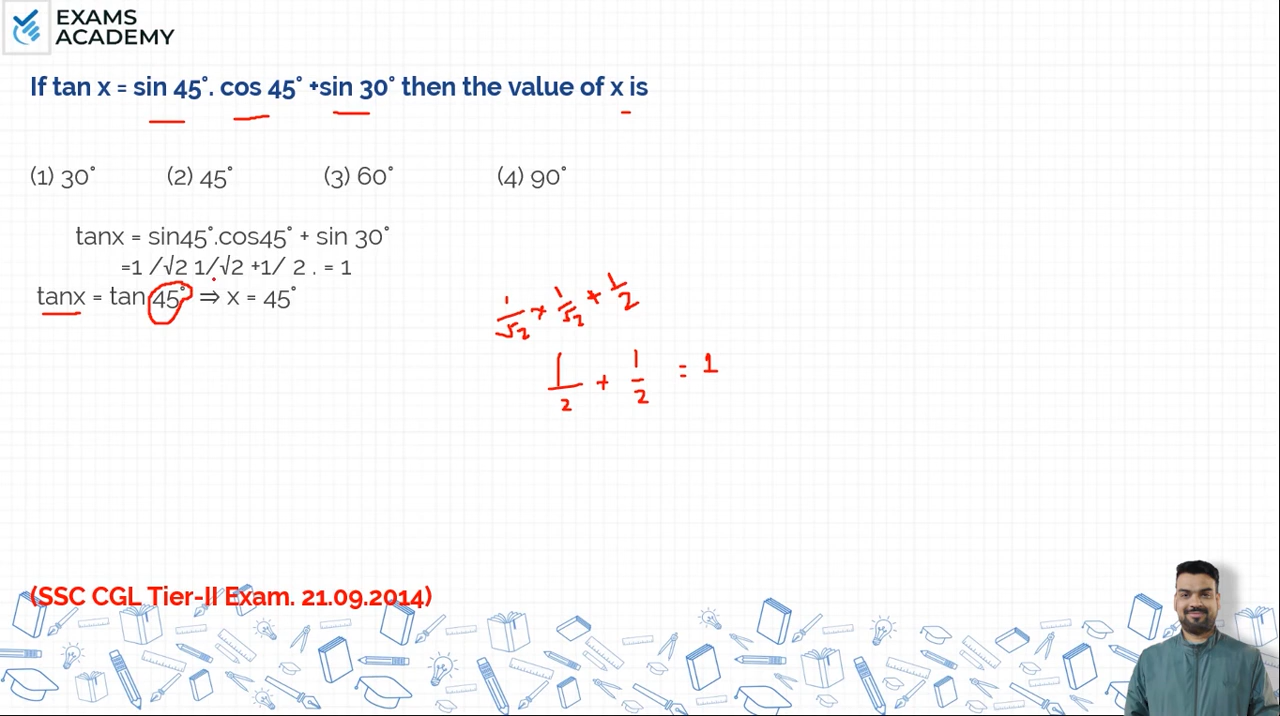 EXAMS
ACADEMY
If tan x = sin 45°. cos 45° +sin 30° then the value of x is
(1) 30° (2) 45° (3) 60° (4) 90°
tanx = sin45°.cos45° + sin 30°
=1 /√2 1/√2 +1/ 2 . = 1
tanx = tan 45° ⇒ x = 45°
1/√2 × 1/√2 + 1/2
1/2 + 1/2 = 1
(SSC CGL Tier-II Exam. 21.09.2014)